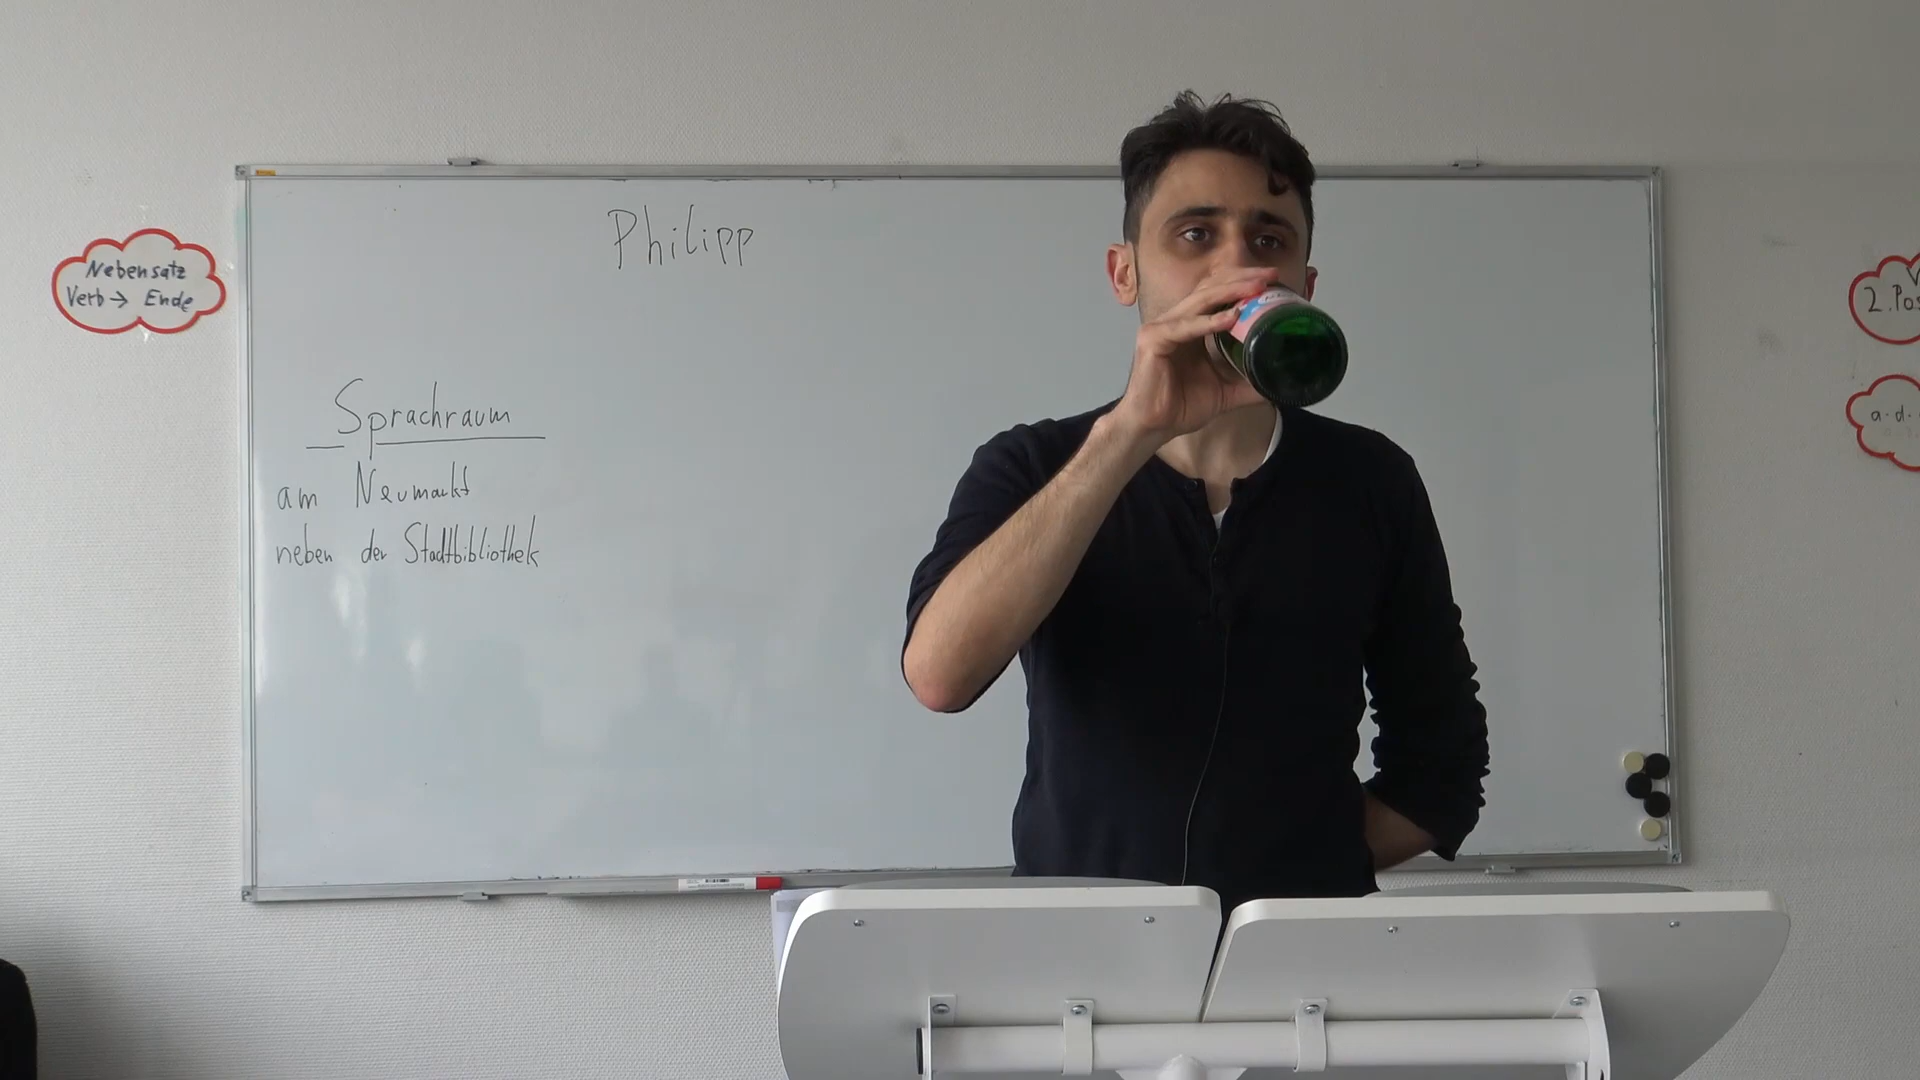 Philipp
Nebensatz
Verb → Ende
Sprachraum
am Neumarkt
neben der Stadtbibliothek
2. Pos
a.d.